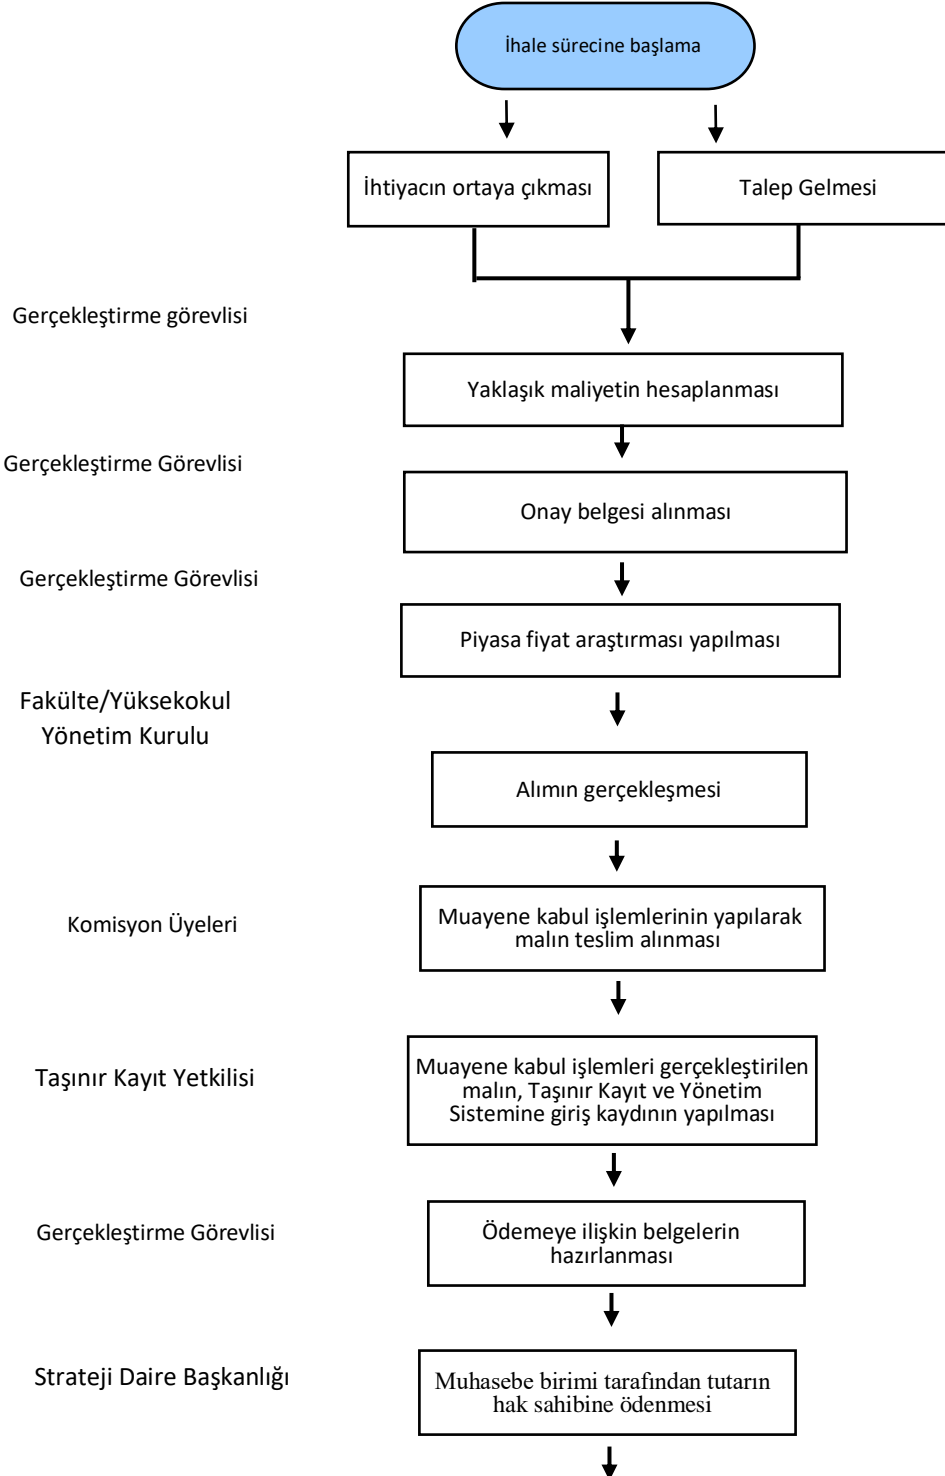 İhale sürecine başlama
İhtiyacın ortaya çıkması
Talep Gelmesi
Gerçekleştirme görevlisi
Yaklaşık maliyetin hesaplanması
Gerçekleştirme Görevlisi
Onay belgesi alınması
Gerçekleştirme Görevlisi
Piyasa fiyat araştırması yapılması
Fakülte/Yüksekokul
Yönetim Kurulu
Alımın gerçekleşmesi
Komisyon Üyeleri
Muayene kabul işlemlerinin yapılarak
malın teslim alınması
Taşınır Kayıt Yetkilisi
Muayene kabul işlemleri gerçekleştirilen
malın, Taşınır Kayıt ve Yönetim
Sistemine giriş kaydının yapılması
Gerçekleştirme Görevlisi
Ödemeye ilişkin belgelerin
hazırlanması
Strateji Daire Başkanlığı
Muhasebe birimi tarafından tutarın
hak sahibine ödenmesi